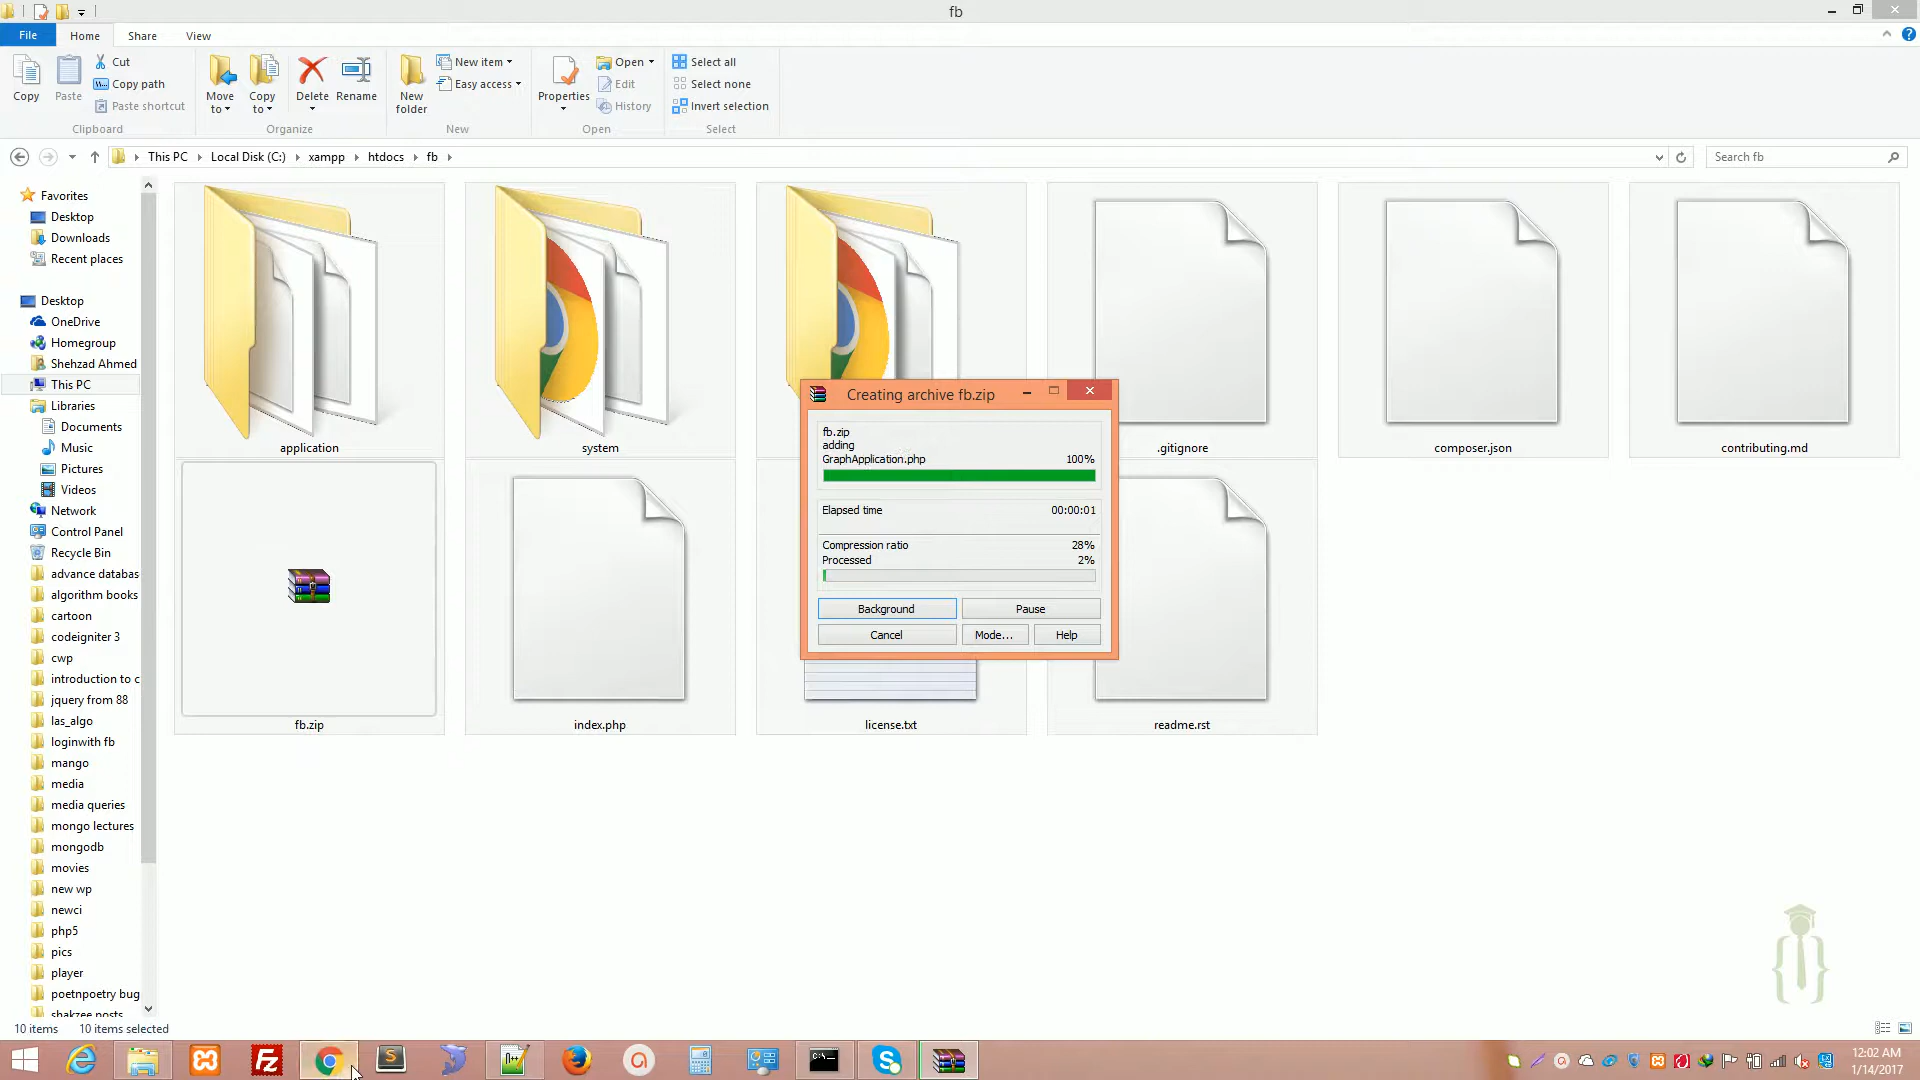 fb
File
Home
Share
View
Copy
Paste
Cut
Copy path
Paste shortcut
Clipboard
Move to
Copy to
Delete
Rename
Organize
New folder
New item
Easy access
New
Properties
Open
Edit
History
Open
Select all
Select none
Invert selection
Select
This PC
Local Disk (C:)
xampp
htdocs
fb
Search fb
Favorites
Desktop
Downloads
Recent places
Desktop
OneDrive
Homegroup
Shehzad Ahmed
This PC
Libraries
Documents
Music
Pictures
Videos
Network
Control Panel
Recycle Bin
advance databas
algorithm books
cartoon
codeigniter 3
cwp
introduction to c
jquery from 88
las_algo
loginwith fb
mango
media
media queries
mongo lectures
mongodb
movies
new wp
newci
php5
pics
player
poetnpoetry bug
shakzee posts
application
system
.gitignore
composer.json
contributing.md
fb.zip
index.php
license.txt
readme.rst
Creating archive fb.zip
fb.zip
adding
GraphApplication.php 100%
Elapsed time 00:00:01
Compression ratio 28%
Processed 2%
Background
Pause
Cancel
Mode...
Help
10 items
10 items selected
12:02 AM
1/14/2017